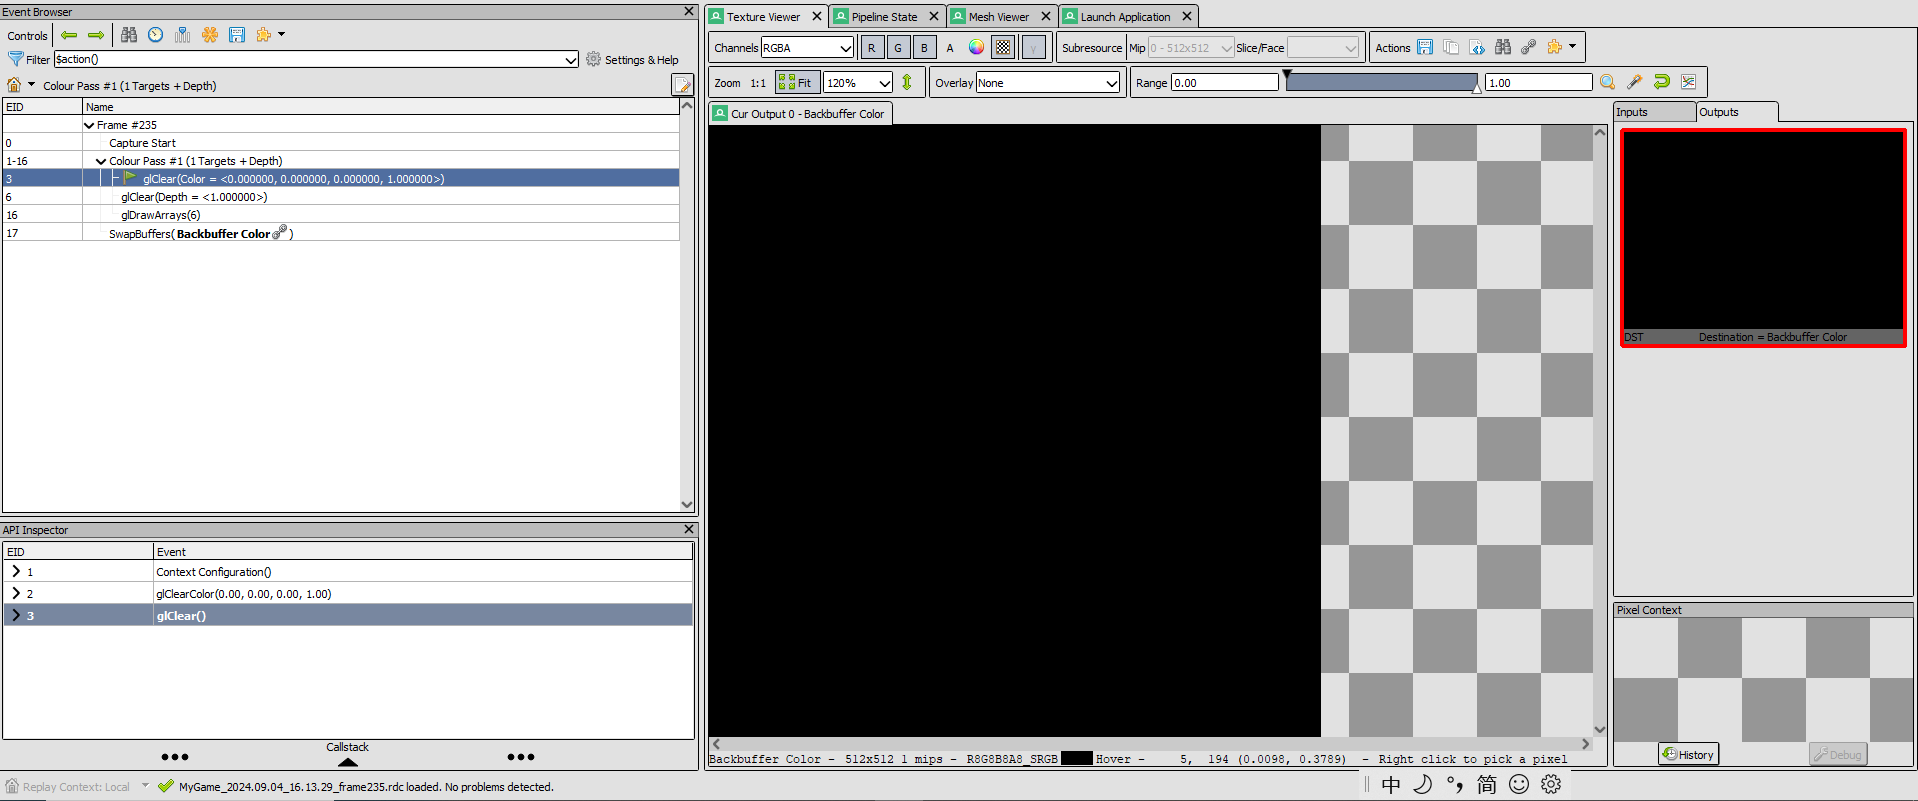 Event Browser
Controls
Filter $action() Settings & Help
Colour Pass #1 (1 Targets + Depth)
EID Name
Frame #235
0 Capture Start
1-16 Colour Pass #1 (1 Targets + Depth)
3 glClear(Color = <0.000000, 0.000000, 0.000000, 1.000000>)
6 glClear(Depth = <1.000000>)
16 glDrawArrays(6)
17 SwapBuffers( Backbuffer Color )
API Inspector
EID Event
1 Context Configuration()
2 glClearColor(0.00, 0.00, 0.00, 1.00)
3 glClear()
Callstack
Replay Context: Local MyGame_2024.09.04_16.13.29_frame235.rdc loaded. No problems detected.
Texture Viewer Pipeline State Mesh Viewer Launch Application
Channels RGBA R G B A γ Subresource Mip 0 - 512x512 Slice/Face Actions
Zoom 1:1 Fit 120% Overlay None Range 0.00 1.00
Cur Output 0 - Backbuffer Color
Inputs Outputs
DST Destination = Backbuffer Color
Pixel Context
History Debug
Backbuffer Color - 512x512 1 mips - R8G8B8A8_SRGB Hover - 5, 194 (0.0098, 0.3789) - Right click to pick a pixel
中 简